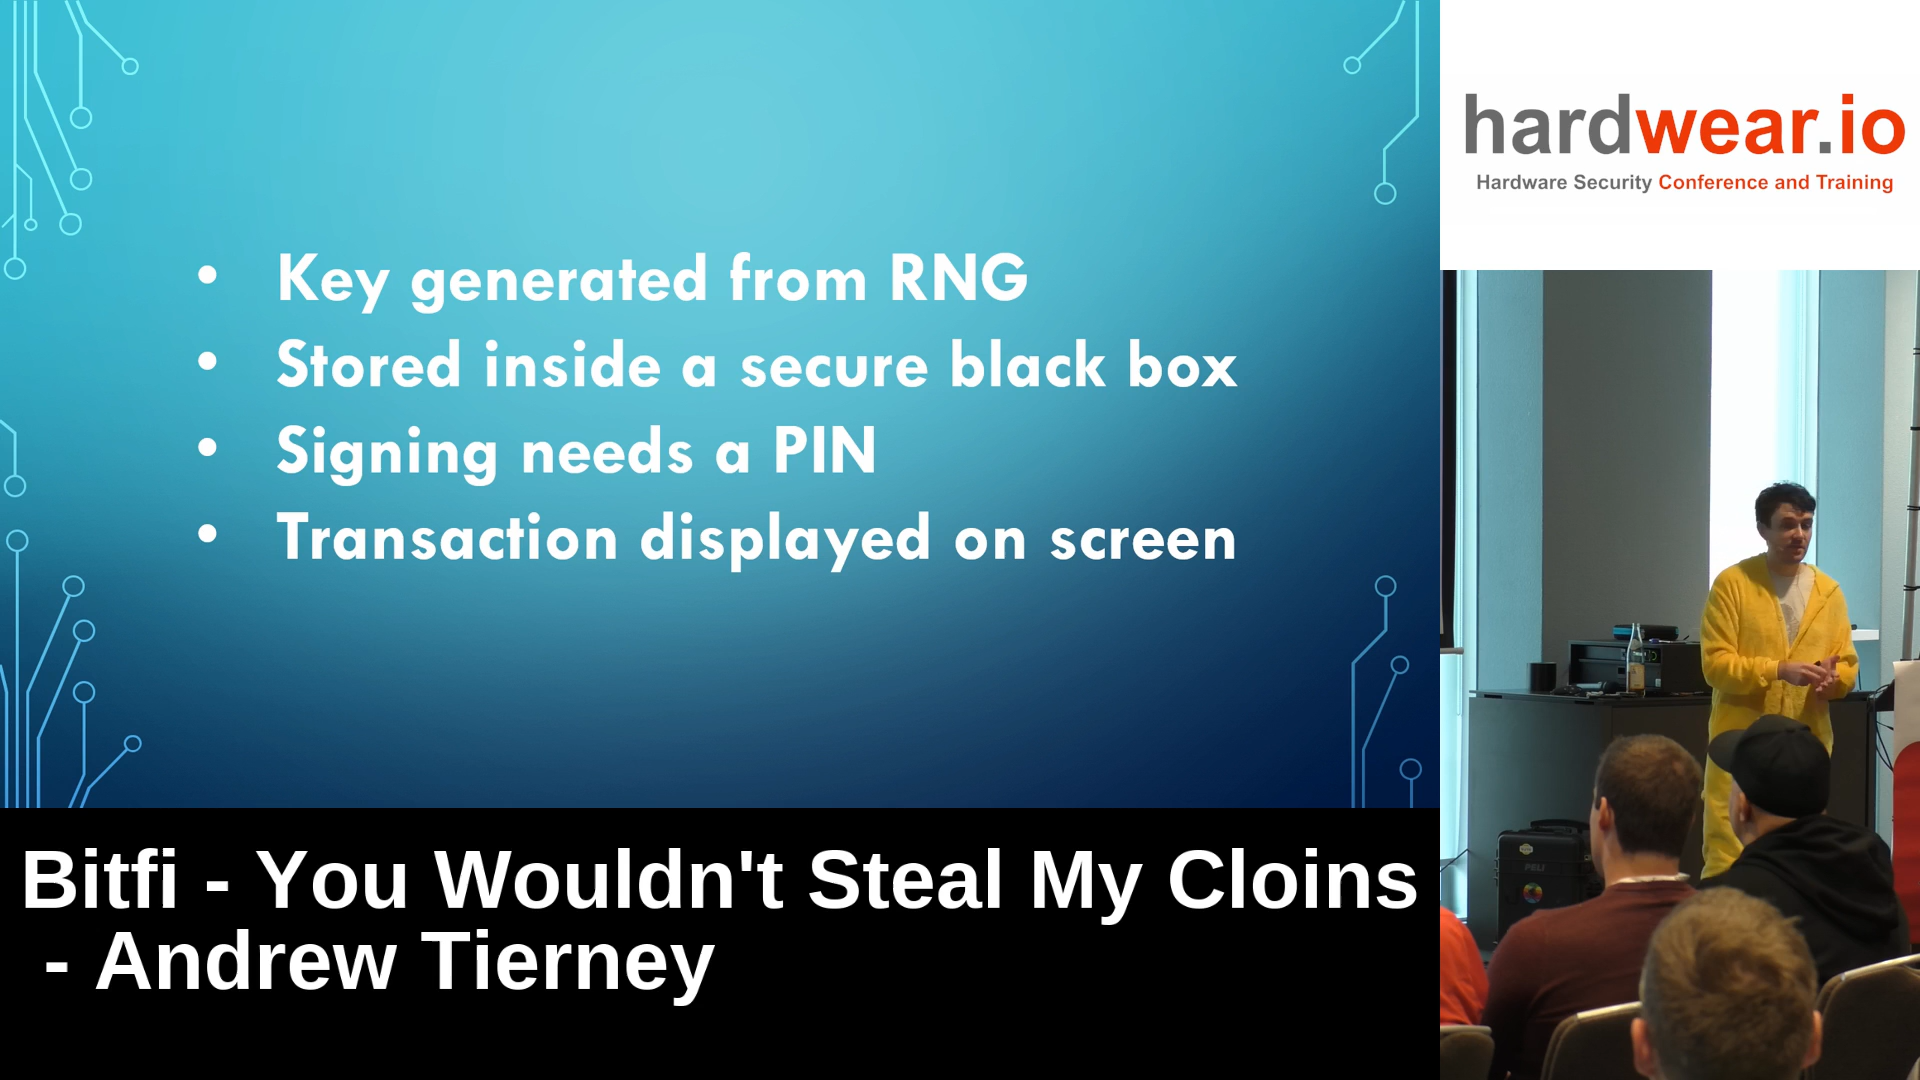 • Key generated from RNG
• Stored inside a secure black box
• Signing needs a PIN
• Transaction displayed on screen
hardwear.io
Hardware Security Conference and Training
PELI
Bitfi - You Wouldn't Steal My Cloins
- Andrew Tierney